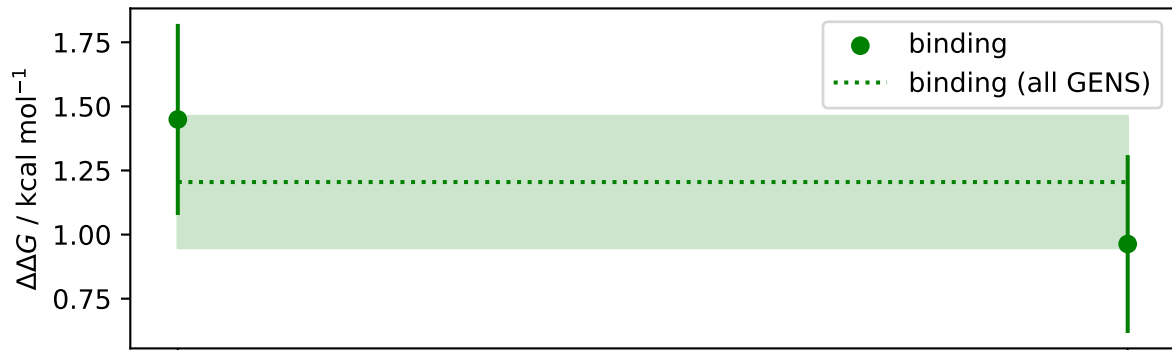 ΔΔG / kcal mol⁻¹
1.75
1.50
1.25
1.00
0.75
binding
binding (all GENS)